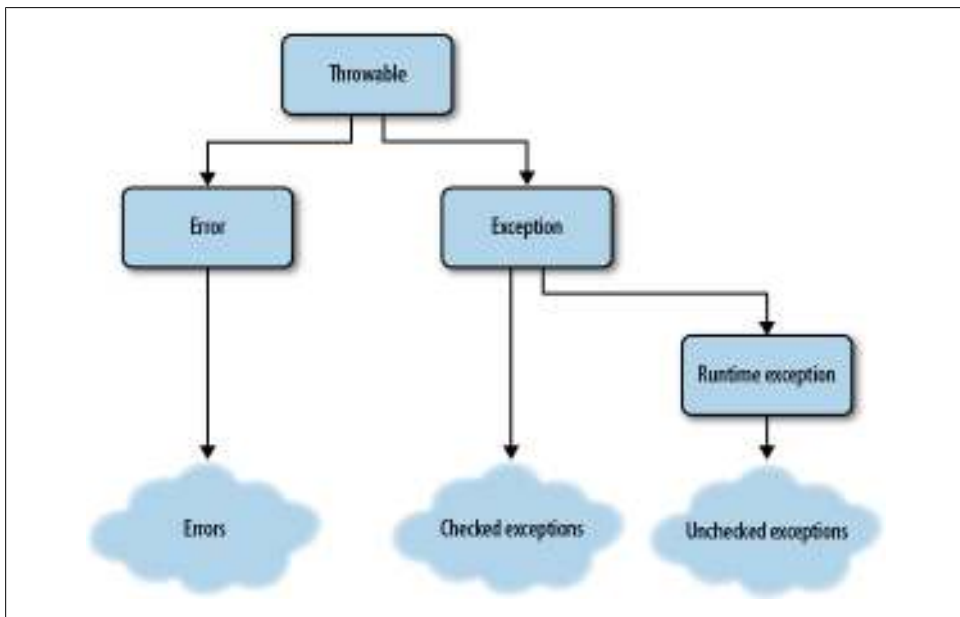 Throwable
Error
Exception
Runtime exception
Errors
Checked exceptions
Unchecked exceptions